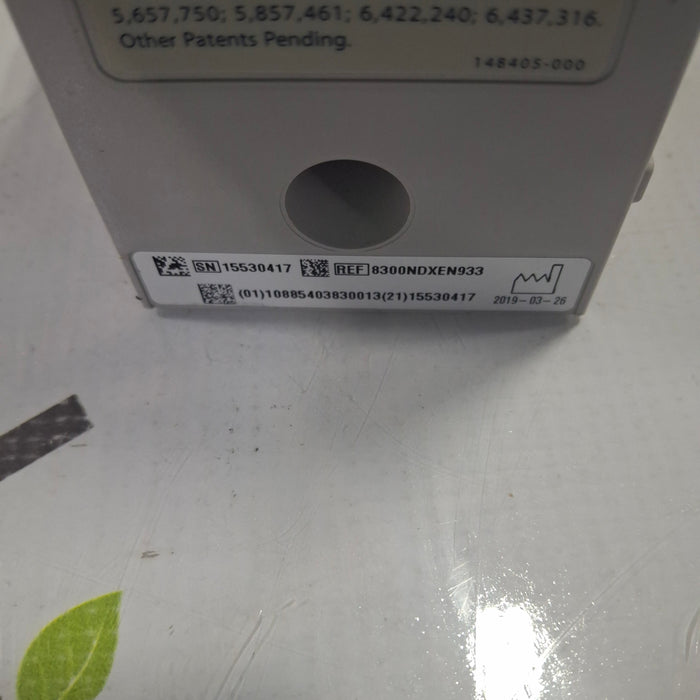 5,657,750; 5,857,461; 6,422,240; 6,437,316.
Other Patents Pending.
148405-000
SN 15530417 REF 8300NDXEN933
(01)10885403830013(21)15530417
2019-03-26